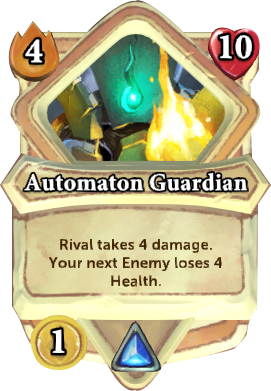 4
10
Automaton Guardian
Rival takes 4 damage.
Your next Enemy loses 4
Health.
1